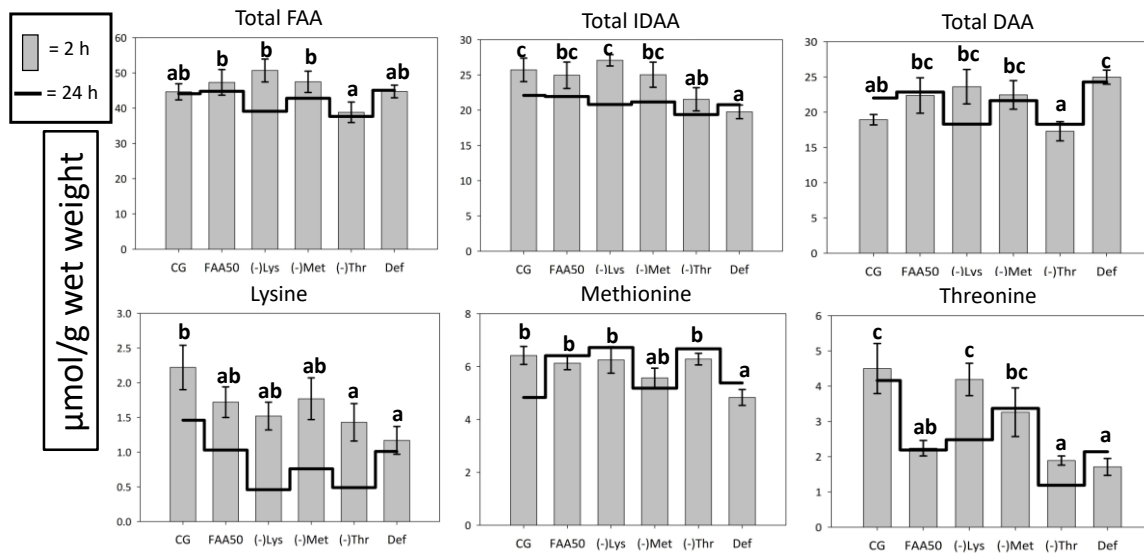 = 2 h
= 24 h
μmol/g wet weight
Total FAA
60
50
40
30
20
10
0
ab
b
b
b
a
ab
CG FAA50 (-)Lys (-)Met (-)Thr Def
Total IDAA
30
25
20
15
10
5
0
c
bc
c
bc
ab
a
CG FAA50 (-)Lys (-)Met (-)Thr Def
Total DAA
30
25
20
15
10
5
0
ab
bc
bc
bc
a
c
CG FAA50 (-)Lys (-)Met (-)Thr Def
Lysine
3.0
2.5
2.0
1.5
1.0
0.5
0.0
b
ab
ab
ab
a
a
CG FAA50 (-)Lys (-)Met (-)Thr Def
Methionine
8
6
4
2
0
b
b
b
ab
b
a
CG FAA50 (-)Lys (-)Met (-)Thr Def
Threonine
6
5
4
3
2
1
0
c
ab
c
bc
a
a
CG FAA50 (-)Lys (-)Met (-)Thr Def